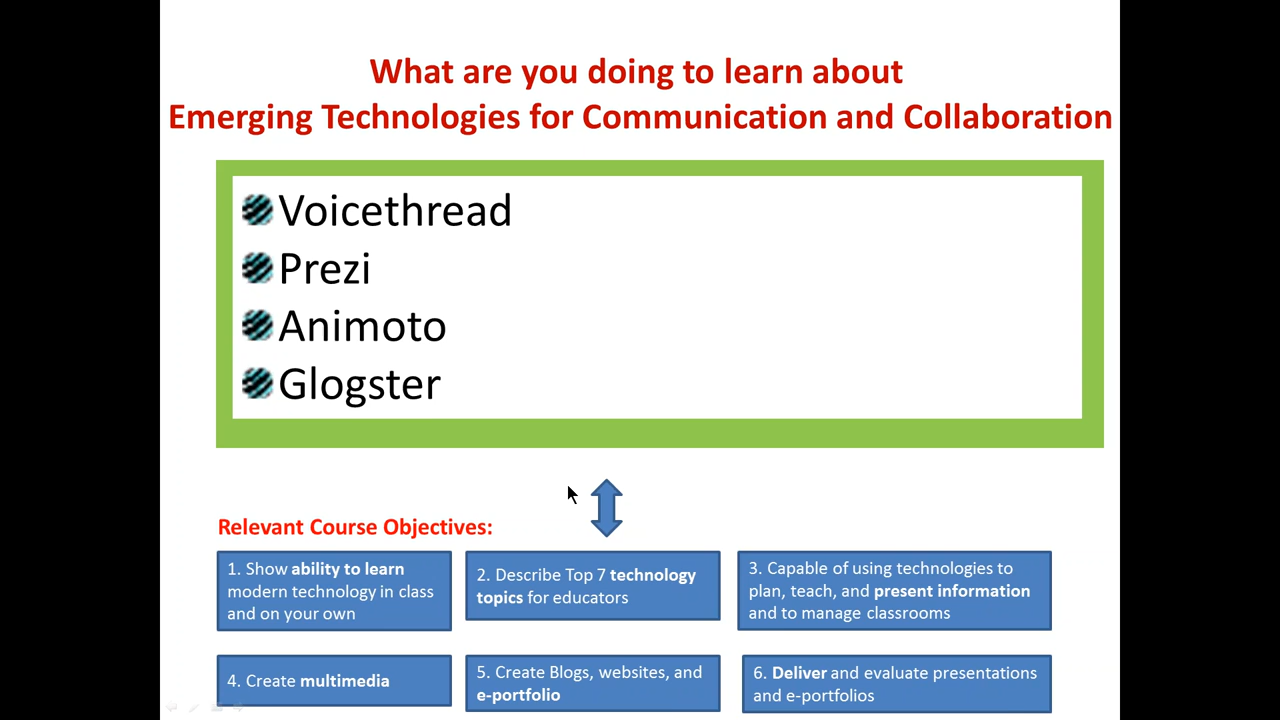 What are you doing to learn about
Emerging Technologies for Communication and Collaboration
Voicethread
Prezi
Animoto
Glogster
Relevant Course Objectives:
1. Show ability to learn
modern technology in class
and on your own
2. Describe Top 7 technology
topics for educators
3. Capable of using technologies to
plan, teach, and present information
and to manage classrooms
4. Create multimedia
5. Create Blogs, websites, and
e-portfolio
6. Deliver and evaluate presentations
and e-portfolios